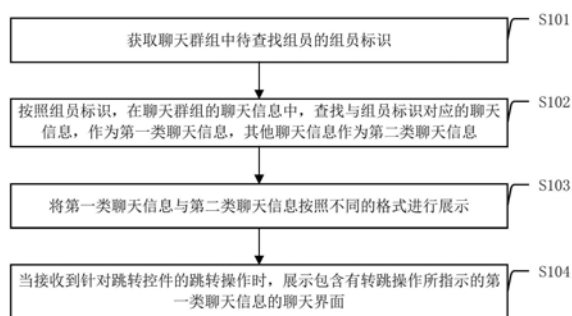 获取聊天群组中待查找组员的组员标识
S101
按照组员标识，在聊天群组的聊天信息中，查找与组员标识对应的聊天
信息，作为第一类聊天信息，其他聊天信息作为第二类聊天信息
S102
将第一类聊天信息与第二类聊天信息按照不同的格式进行展示
S103
当接收到针对跳转控件的跳转操作时，展示包含有转跳操作所指示的第
一类聊天信息的聊天界面
S104